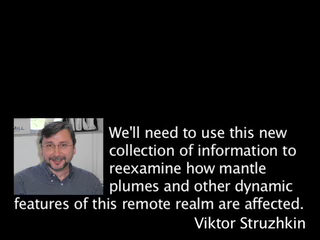 We'll need to use this new
collection of information to
reexamine how mantle
plumes and other dynamic
features of this remote realm are affected.
Viktor Struzhkin